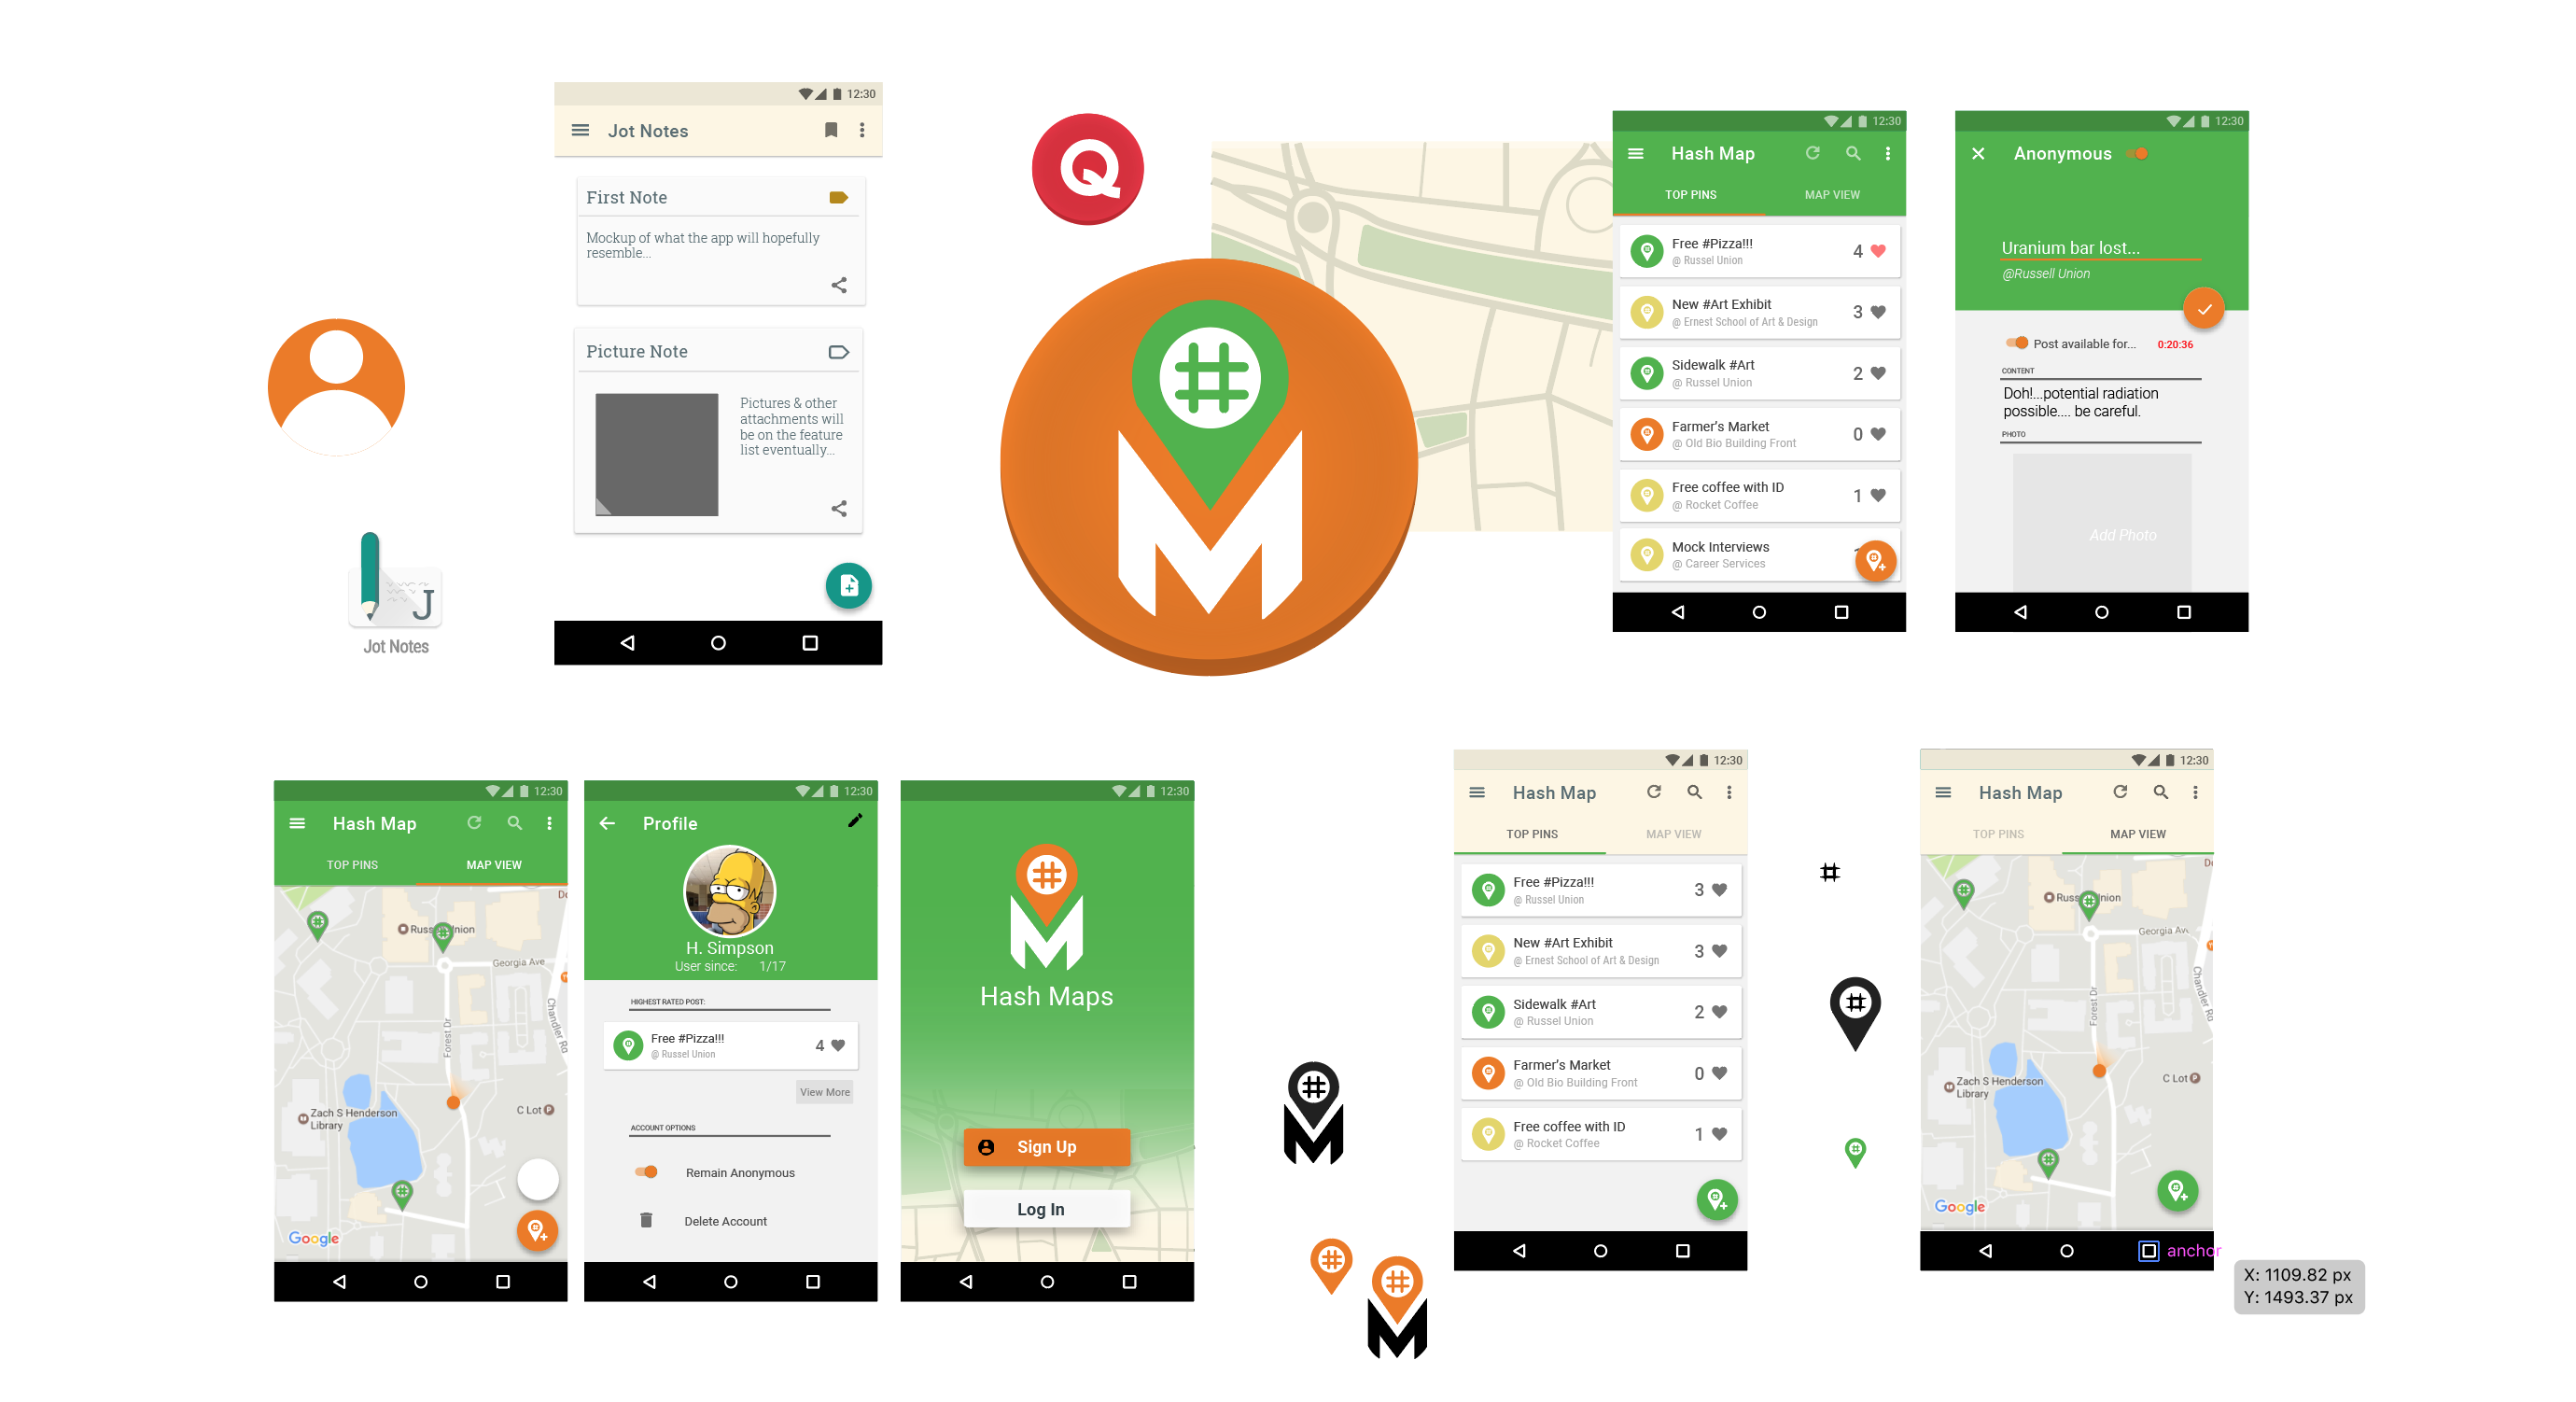 12:30
Jot Notes
First Note
Mockup of what the app will hopefully
resemble...
Picture Note
Pictures & other
attachments will
be on the feature
list eventually...
J
Jot Notes
Q
#
M
12:30
Hash Map
TOP PINS MAP VIEW
Free #Pizza!!!
@ Russel Union
4
New #Art Exhibit
@ Ernest School of Art & Design
3
Sidewalk #Art
@ Russel Union
2
Farmer's Market
@ Old Bio Building Front
0
Free coffee with ID
@ Rocket Coffee
1
Mock Interviews
@ Career Services
12:30
Anonymous
Uranium bar lost...
@Russell Union
Post available for... 0:20:36
CONTENT
Doh!...potential radiation
possible.... be careful.
PHOTO
Add Photo
12:30
Hash Map
TOP PINS MAP VIEW
Georgia Ave
Chandler Rd
Forest Dr
C Lot P
Zach S Henderson
Library
Google
12:30
Profile
H. Simpson
User since: 1/17
HIGHEST RATED POST:
Free #Pizza!!!
@ Russel Union
4
View More
ACCOUNT OPTIONS
Remain Anonymous
Delete Account
12:30
#
M
Hash Maps
Sign Up
Log In
#
M
#
#
M
12:30
Hash Map
TOP PINS MAP VIEW
Free #Pizza!!!
@ Russel Union
3
New #Art Exhibit
@ Ernest School of Art & Design
3
Sidewalk #Art
@ Russel Union
2
Farmer's Market
@ Old Bio Building Front
0
Free coffee with ID
@ Rocket Coffee
1
#
#
#
12:30
Hash Map
TOP PINS MAP VIEW
Georgia Ave
Chandler Rd
Forest Dr
C Lot P
Zach S Henderson
Library
Google
anchor
X: 1109.82 px
Y: 1493.37 px